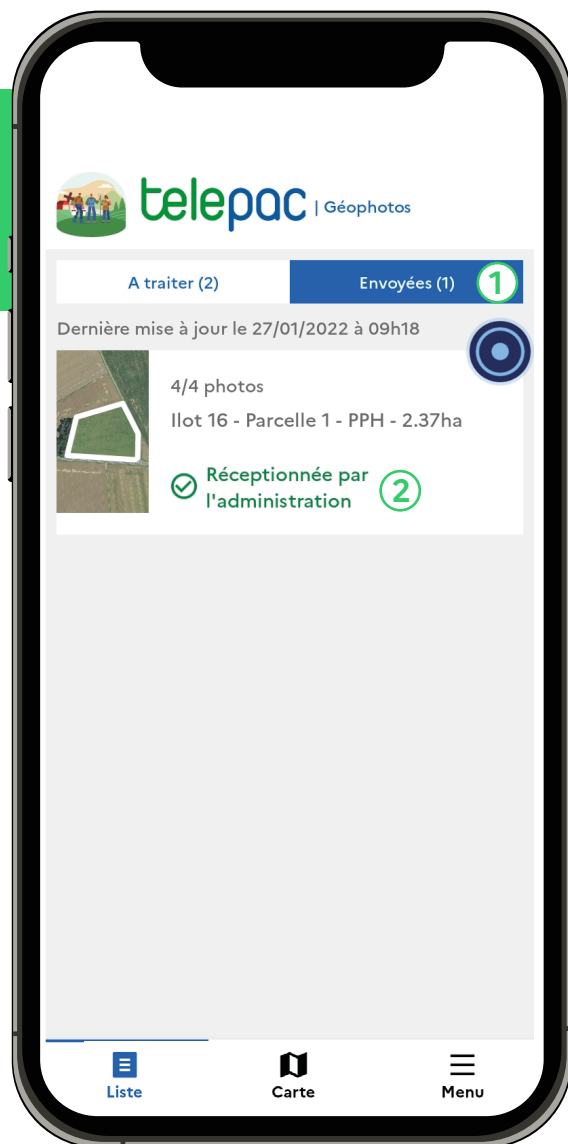 telepac | Géophotos
A traiter (2)
Envoyées (1)
1
Dernière mise à jour le 27/01/2022 à 09h18
4/4 photos
Ilot 16 - Parcelle 1 - PPH - 2.37ha
Réceptionnée par
l'administration
2
Liste
Carte
Menu